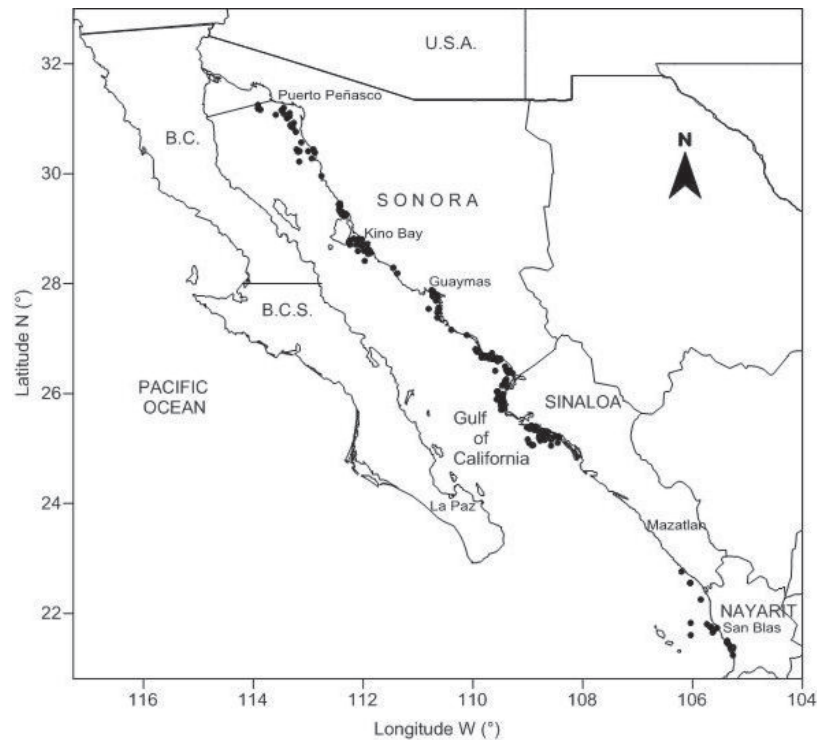 U.S.A.
32
Puerto Peñasco
N
B.C.
30
SONORA
Kino Bay
Guaymas
28
B.C.S.
Latitude N (°)
26
PACIFIC
OCEAN
SINALOA
Gulf
of
California
24
La Paz
Mazatlan
22
NAYARIT
San Blas
116
114
112
110
108
106
104
Longitude W (°)